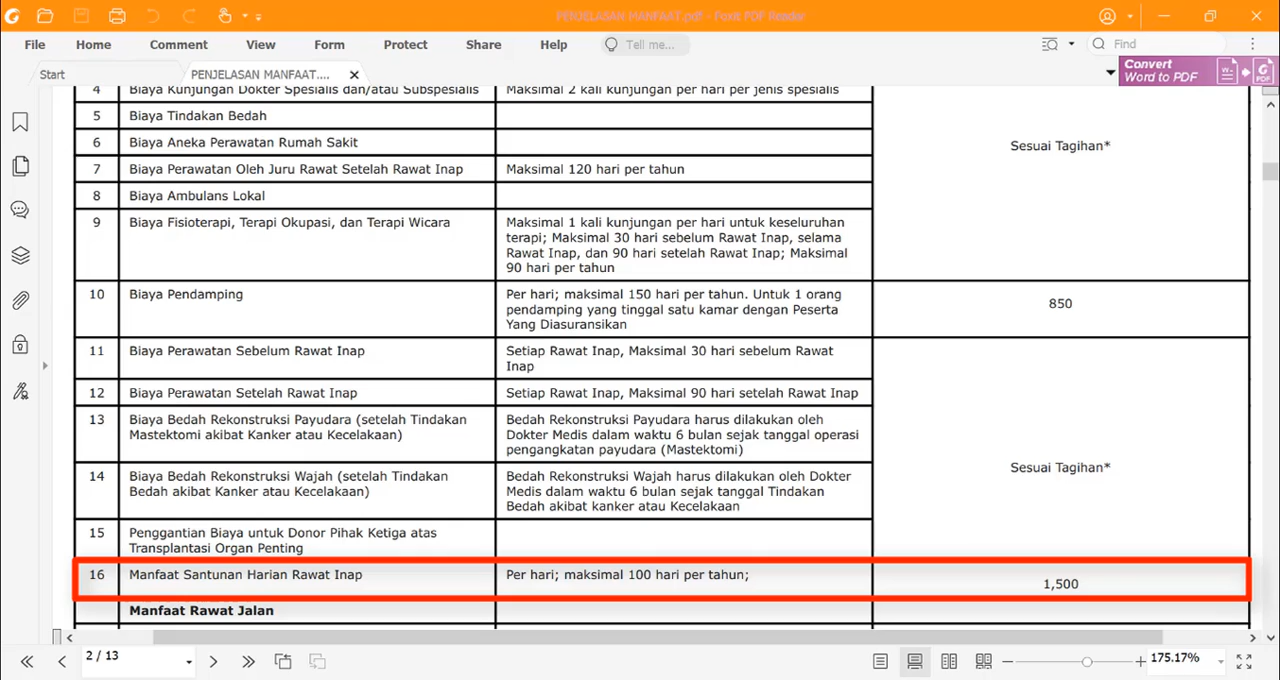 PENJELASAN MANFAAT.pdf - Foxit PDF Reader
File Home Comment View Form Protect Share Help Tell me... Find
Start PENJELASAN MANFAAT.... Convert
Word to PDF
4 Biaya Kunjungan Dokter Spesialis dan/atau Subspesialis Maksimal 2 kali kunjungan per hari per jenis spesialis
5 Biaya Tindakan Bedah
6 Biaya Aneka Perawatan Rumah Sakit
Sesuai Tagihan*
7 Biaya Perawatan Oleh Juru Rawat Setelah Rawat Inap Maksimal 120 hari per tahun
8 Biaya Ambulans Lokal
9 Biaya Fisioterapi, Terapi Okupasi, dan Terapi Wicara Maksimal 1 kali kunjungan per hari untuk keseluruhan
terapi; Maksimal 30 hari sebelum Rawat Inap, selama
Rawat Inap, dan 90 hari setelah Rawat Inap; Maksimal
90 hari per tahun
10 Biaya Pendamping Per hari; maksimal 150 hari per tahun. Untuk 1 orang
pendamping yang tinggal satu kamar dengan Peserta
Yang Diasuransikan
850
11 Biaya Perawatan Sebelum Rawat Inap Setiap Rawat Inap, Maksimal 30 hari sebelum Rawat
Inap
12 Biaya Perawatan Setelah Rawat Inap Setiap Rawat Inap, Maksimal 90 hari setelah Rawat Inap
13 Biaya Bedah Rekonstruksi Payudara (setelah Tindakan
Mastektomi akibat Kanker atau Kecelakaan)
Bedah Rekonstruksi Payudara harus dilakukan oleh
Dokter Medis dalam waktu 6 bulan sejak tanggal operasi
pengangkatan payudara (Mastektomi)
Sesuai Tagihan*
14 Biaya Bedah Rekonstruksi Wajah (setelah Tindakan
Bedah akibat Kanker atau Kecelakaan)
Bedah Rekonstruksi Wajah harus dilakukan oleh Dokter
Medis dalam waktu 6 bulan sejak tanggal Tindakan
Bedah akibat kanker atau Kecelakaan
15 Penggantian Biaya untuk Donor Pihak Ketiga atas
Transplantasi Organ Penting
16 Manfaat Santunan Harian Rawat Inap Per hari; maksimal 100 hari per tahun; 1,500
Manfaat Rawat Jalan
2 / 13 175.17%